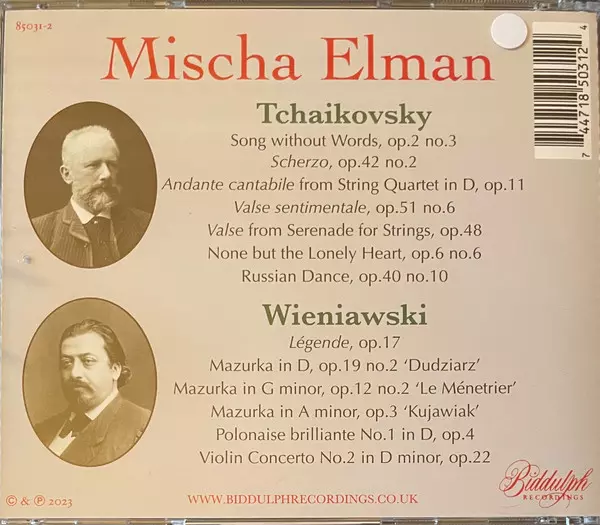 85031-2
Mischa Elman
Tchaikovsky
Song without Words, op.2 no.3
Scherzo, op.42 no.2
Andante cantabile from String Quartet in D, op.11
Valse sentimentale, op.51 no.6
Valse from Serenade for Strings, op.48
None but the Lonely Heart, op.6 no.6
Russian Dance, op.40 no.10
Wieniawski
Légende, op.17
Mazurka in D, op.19 no.2 ‘Dudziarz’
Mazurka in G minor, op.12 no.2 ‘Le Ménetrier’
Mazurka in A minor, op.3 ‘Kujawiak’
Polonaise brilliante No.1 in D, op.4
Violin Concerto No.2 in D minor, op.22
© & ℗ 2023
WWW.BIDDULPHRECORDINGS.CO.UK
Biddulph
RECORDINGS
7 44718 50312 4